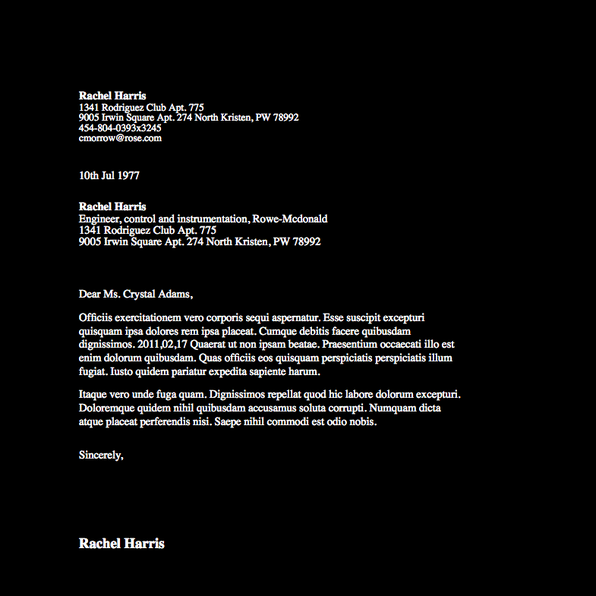 Rachel Harris
1341 Rodriguez Club Apt. 775
9005 Irwin Square Apt. 274 North Kristen, PW 78992
454-804-0393x3245
cmorrow@rose.com
10th Jul 1977
Rachel Harris
Engineer, control and instrumentation, Rowe-Mcdonald
1341 Rodriguez Club Apt. 775
9005 Irwin Square Apt. 274 North Kristen, PW 78992
Dear Ms. Crystal Adams,
Officiis exercitationem vero corporis sequi aspernatur. Esse suscipit excepturi
quisquam ipsa dolores rem ipsa placeat. Cumque debitis facere quibusdam
dignissimos. 2011,02,17 Quaerat ut non ipsam beatae. Praesentium occaecati illo est
enim dolorum quibusdam. Quas officiis eos quisquam perspiciatis perspiciatis illum
fugiat. Iusto quidem pariatur expedita sapiente harum.
Itaque vero unde fuga quam. Dignissimos repellat quod hic labore dolorum excepturi.
Doloremque quidem nihil quibusdam accusamus soluta corrupti. Numquam dicta
atque placeat perferendis nisi. Saepe nihil commodi est odio nobis.
Sincerely,
Rachel Harris